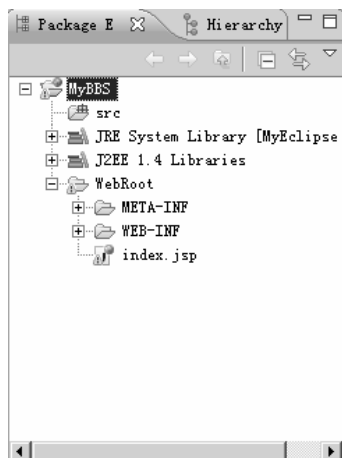 Package E Hierarchy
MyBBS
src
JRE System Library [MyEclipse
J2EE 1.4 Libraries
WebRoot
META-INF
WEB-INF
index.jsp